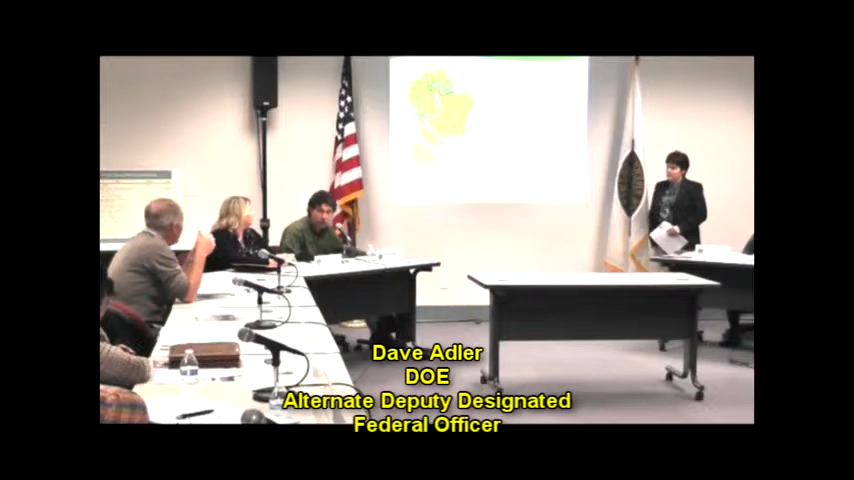 Dave Adler
DOE
Alternate Deputy Designated
Federal Officer